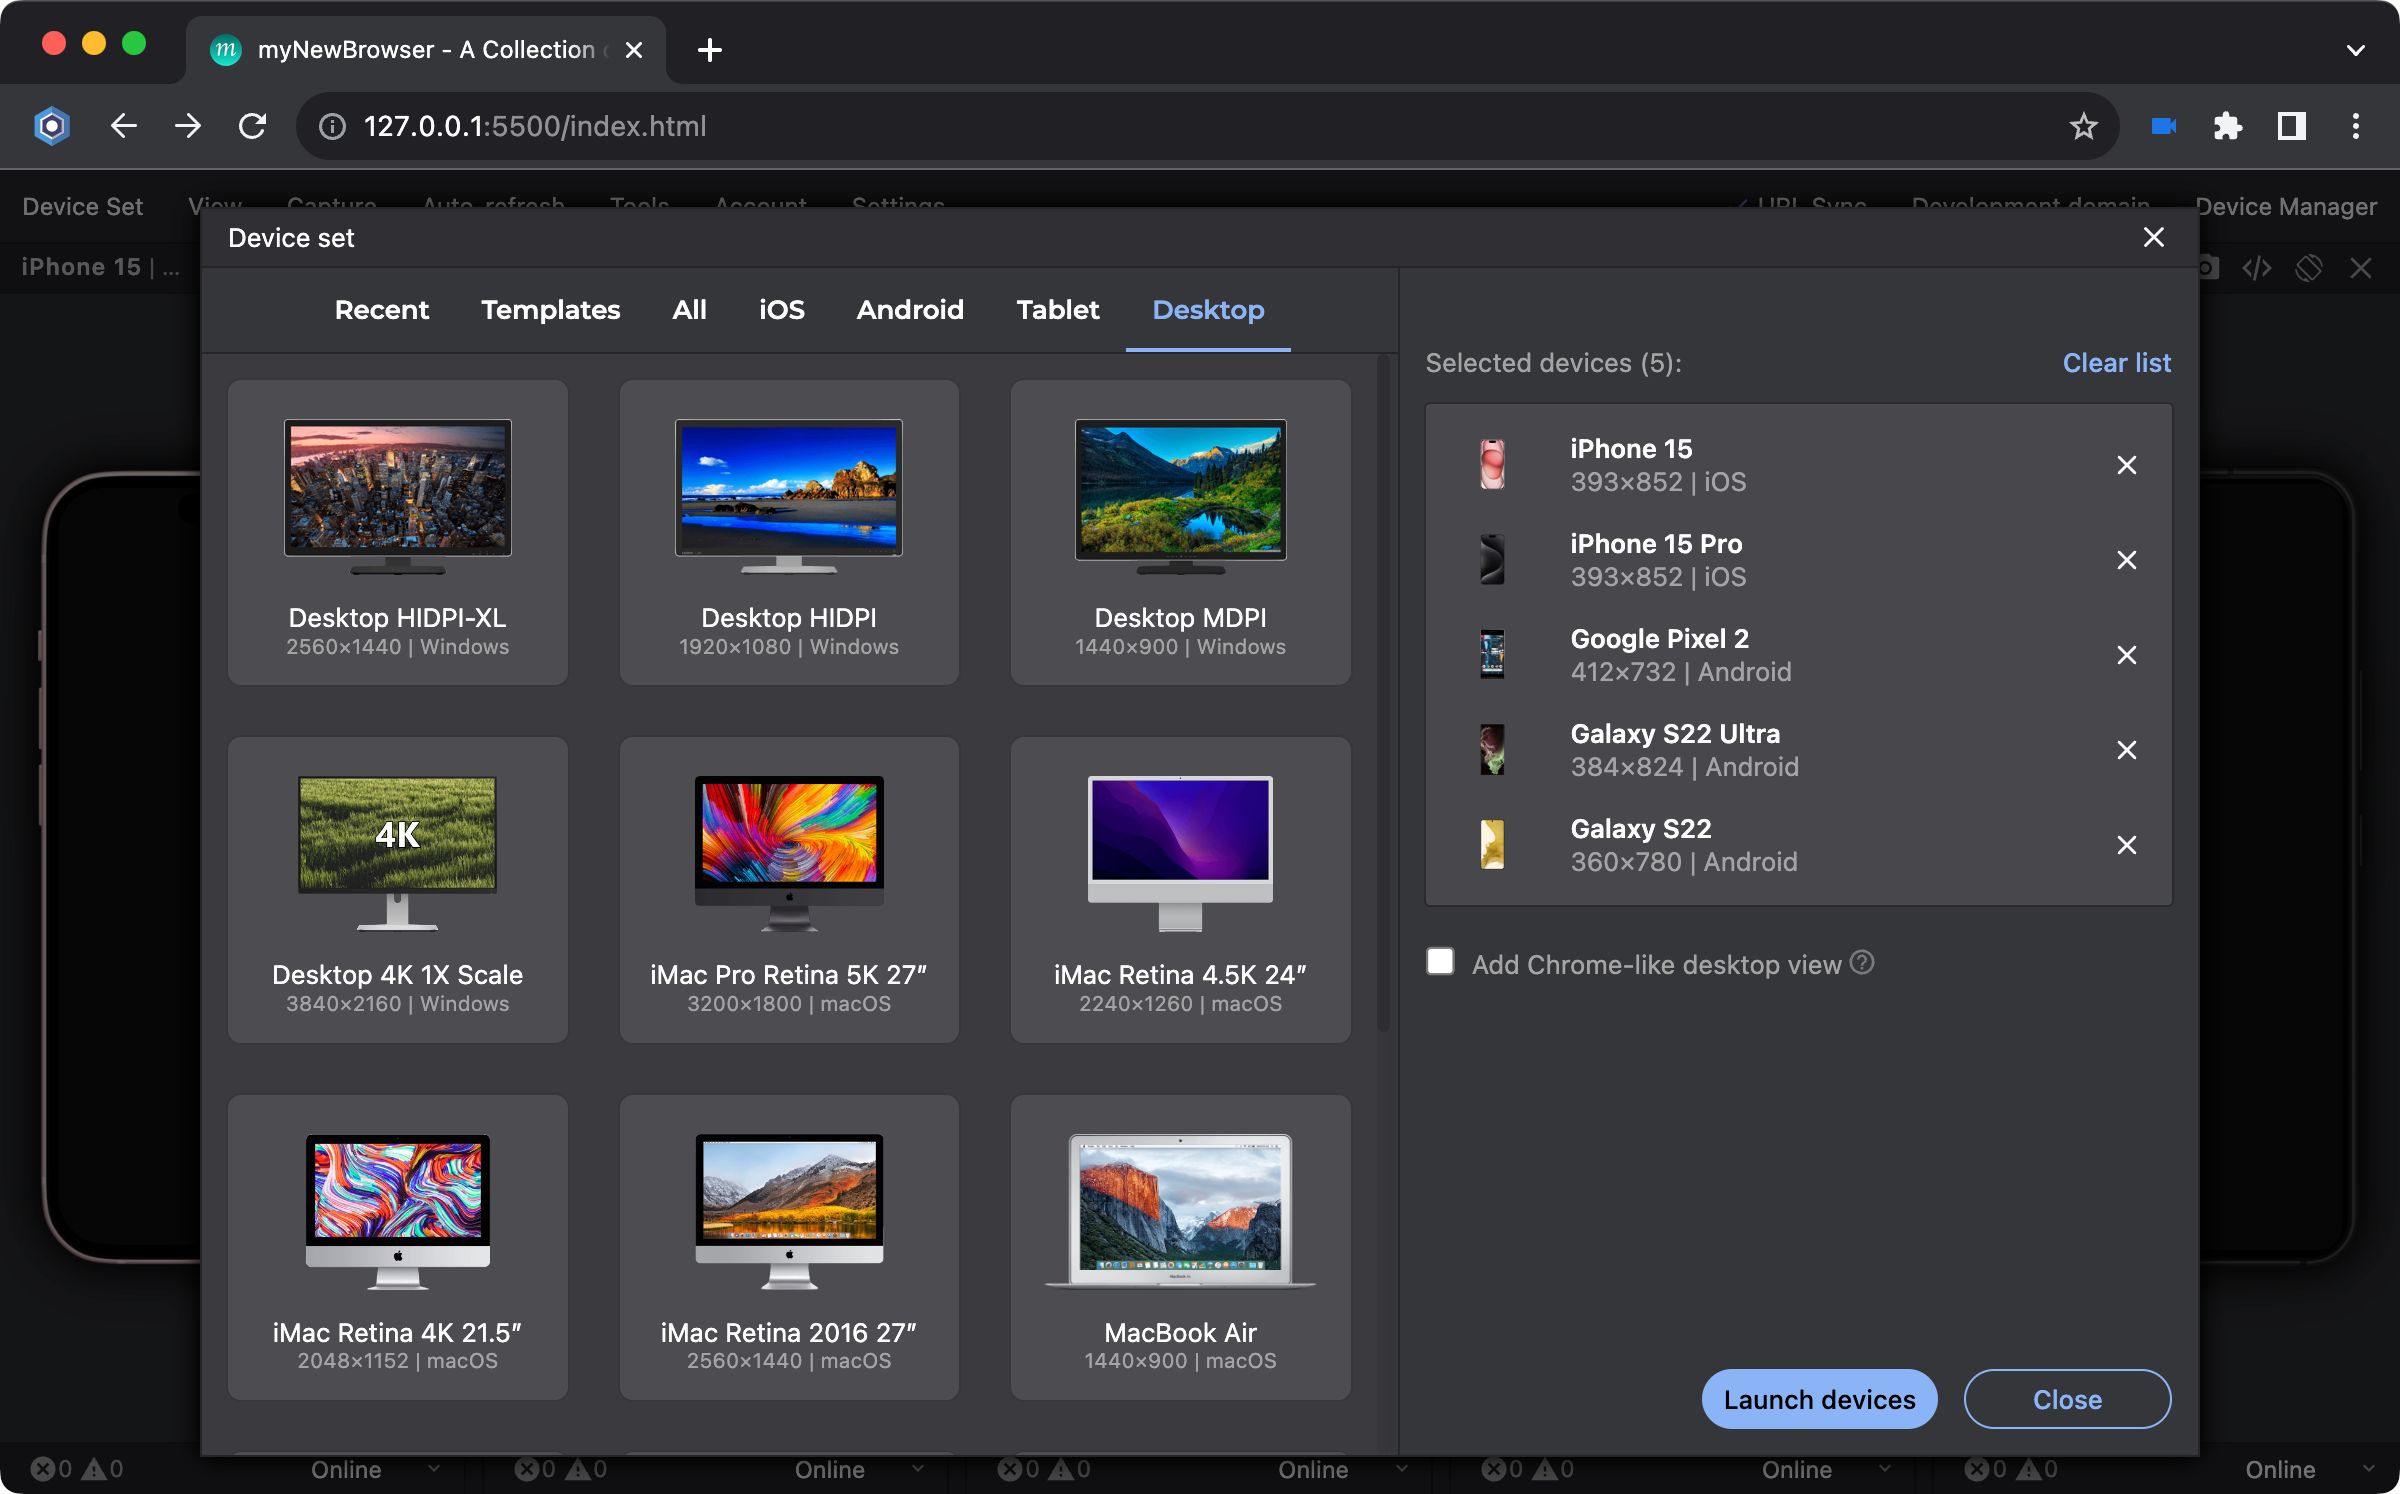 myNewBrowser - A Collection
127.0.0.1:5500/index.html
Device Set View Capture Auto-refresh Tools Account Settings URL Sync Development domain Device Manager
iPhone 15 | ...
Device set
Recent Templates All iOS Android Tablet Desktop
Desktop HIDPI-XL
2560×1440 | Windows
Desktop HIDPI
1920×1080 | Windows
Desktop MDPI
1440×900 | Windows
4K
Desktop 4K 1X Scale
3840×2160 | Windows
iMac Pro Retina 5K 27″
3200×1800 | macOS
iMac Retina 4.5K 24″
2240×1260 | macOS
iMac Retina 4K 21.5″
2048×1152 | macOS
iMac Retina 2016 27″
2560×1440 | macOS
MacBook Air
1440×900 | macOS
Selected devices (5):
Clear list
iPhone 15
393×852 | iOS
iPhone 15 Pro
393×852 | iOS
Google Pixel 2
412×732 | Android
Galaxy S22 Ultra
384×824 | Android
Galaxy S22
360×780 | Android
Add Chrome-like desktop view
Launch devices
Close
0 0 Online 0 0 Online 0 0 Online 0 0 Online 0 0 Online